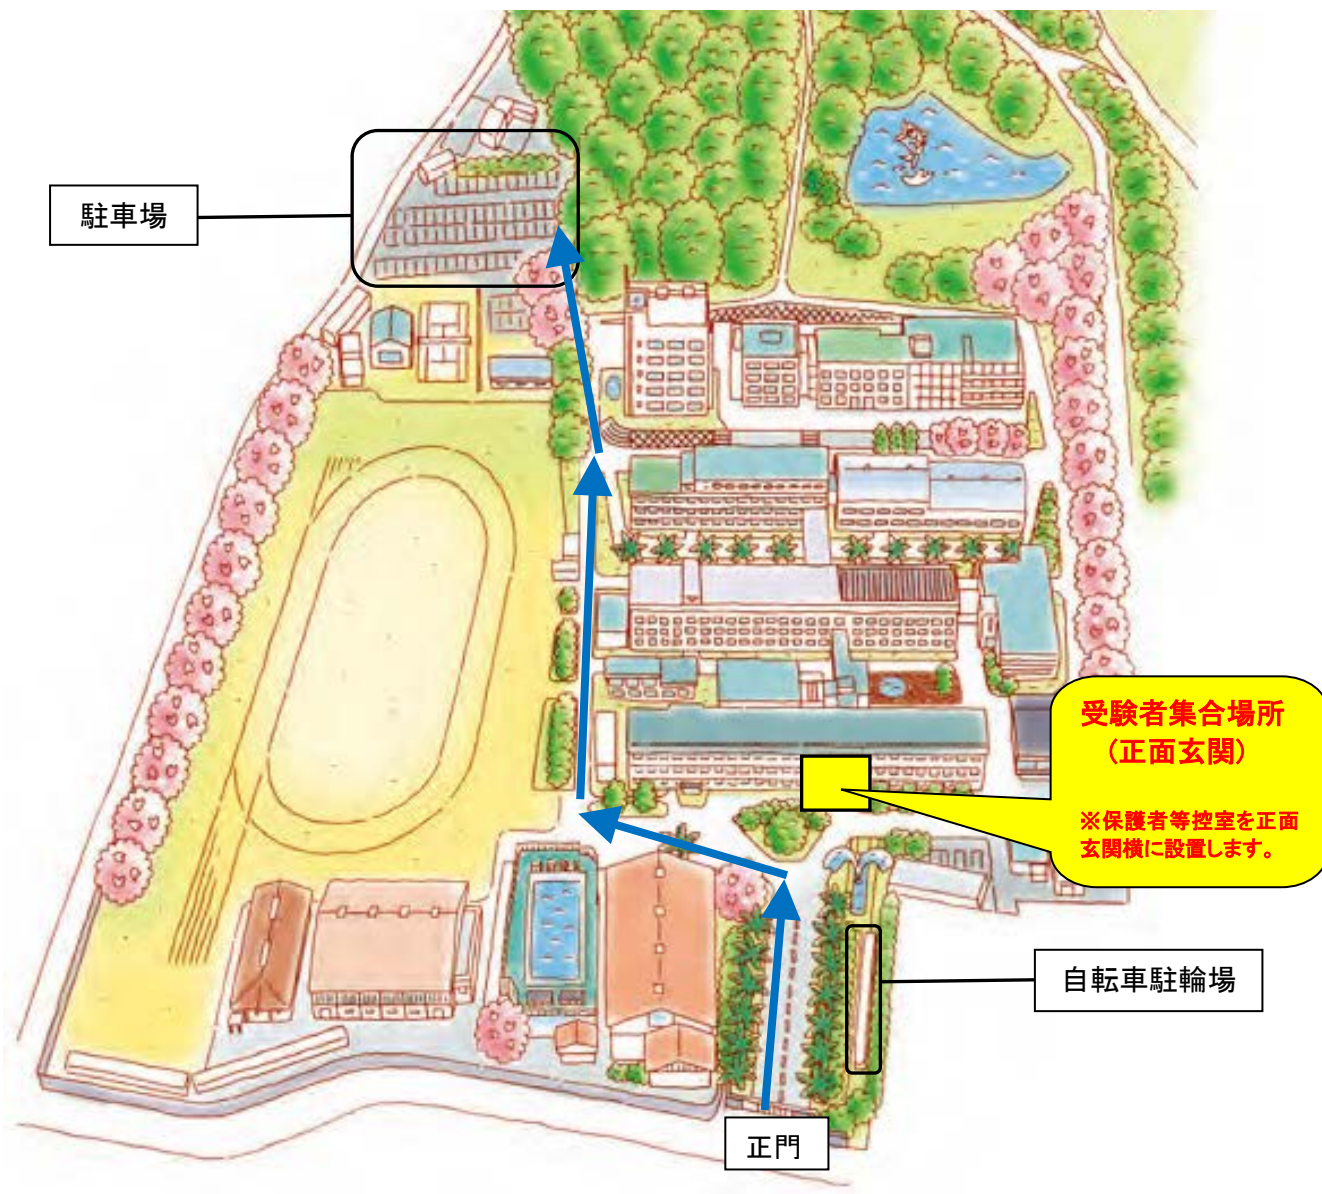 駐車場
受験者集合場所
(正面玄関)
※保護者等控室を正面
玄関横に設置します。
自転車駐輪場
正門